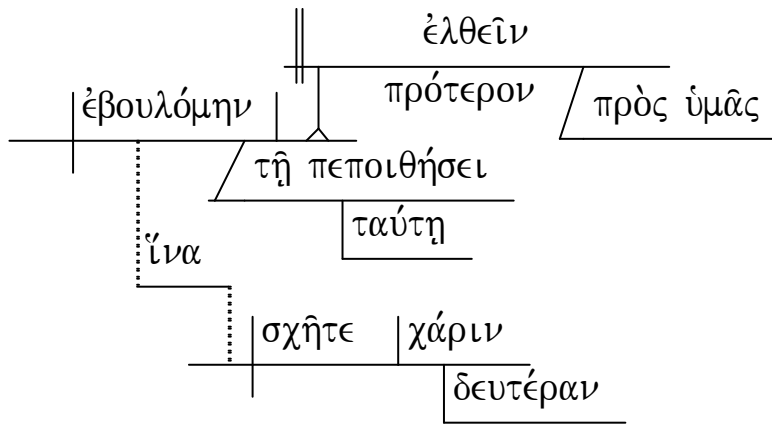 ἐλθεῖν
ἐβουλόμην πρότερον πρὸς ὑμᾶς
τῇ πεποιθήσει
ταύτῃ
ἵνα
σχῆτε χάριν
δευτέραν